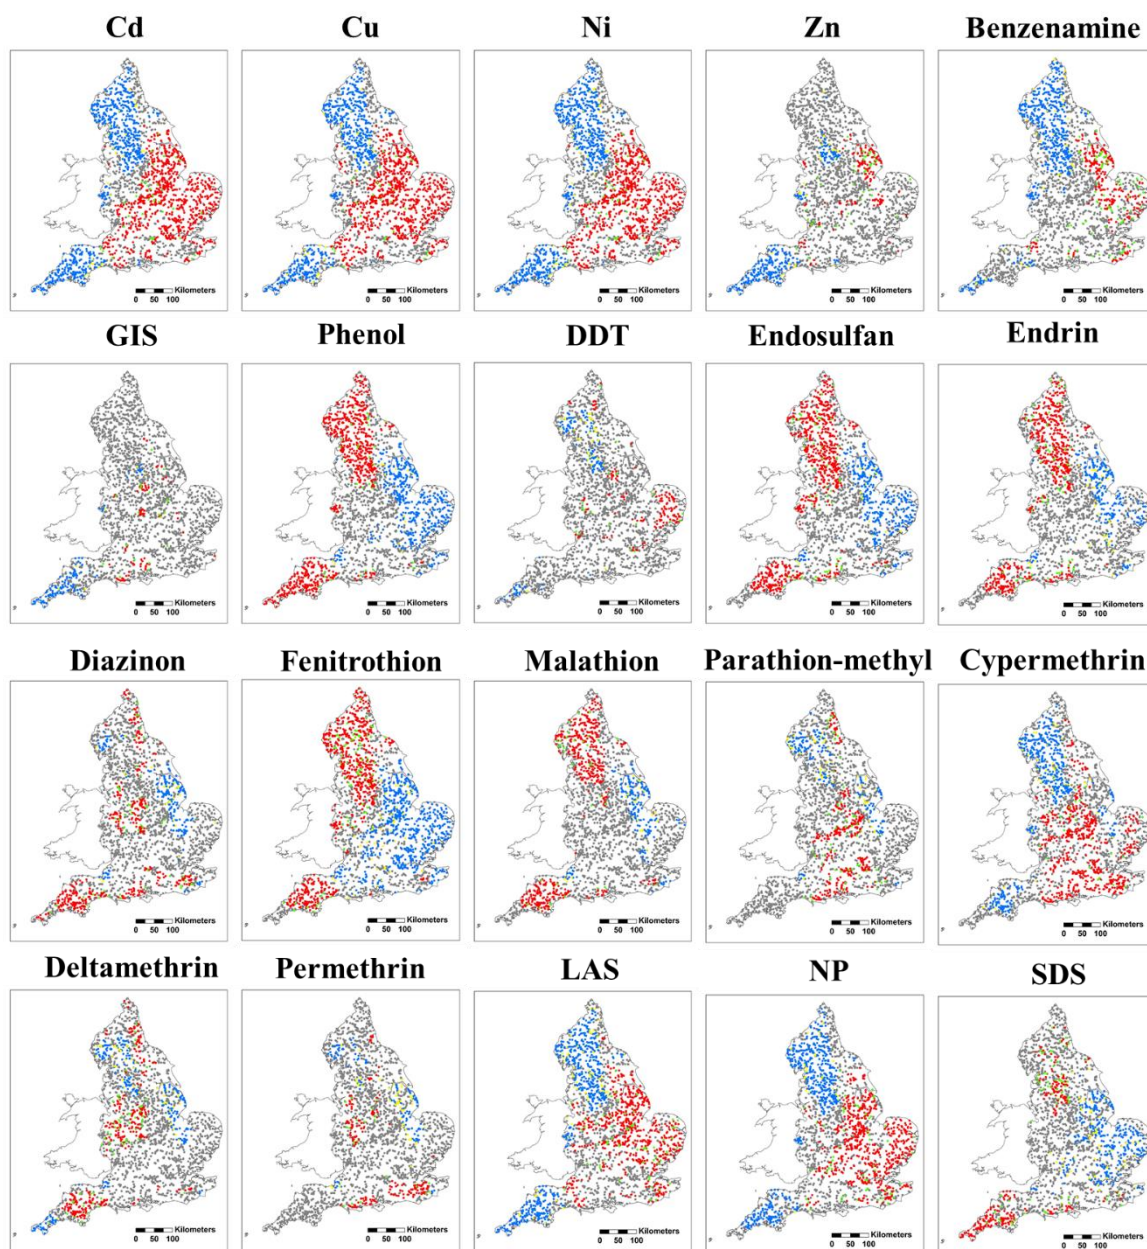 Cd Cu Ni Zn Benzenamine
Kilometers Kilometers Kilometers Kilometers Kilometers
0 50 100 0 50 100 0 50 100 0 50 100 0 50 100
GIS Phenol DDT Endosulfan Endrin
Kilometers Kilometers Kilometers Kilometers Kilometers
0 50 100 0 50 100 0 50 100 0 50 100 0 50 100
Diazinon Fenitrothion Malathion Parathion-methyl Cypermethrin
Kilometers Kilometers Kilometers Kilometers Kilometers
0 50 100 0 50 100 0 50 100 0 50 100 0 50 100
Deltamethrin Permethrin LAS NP SDS
Kilometers Kilometers Kilometers Kilometers Kilometers
0 50 100 0 50 100 0 50 100 0 50 100 0 50 100